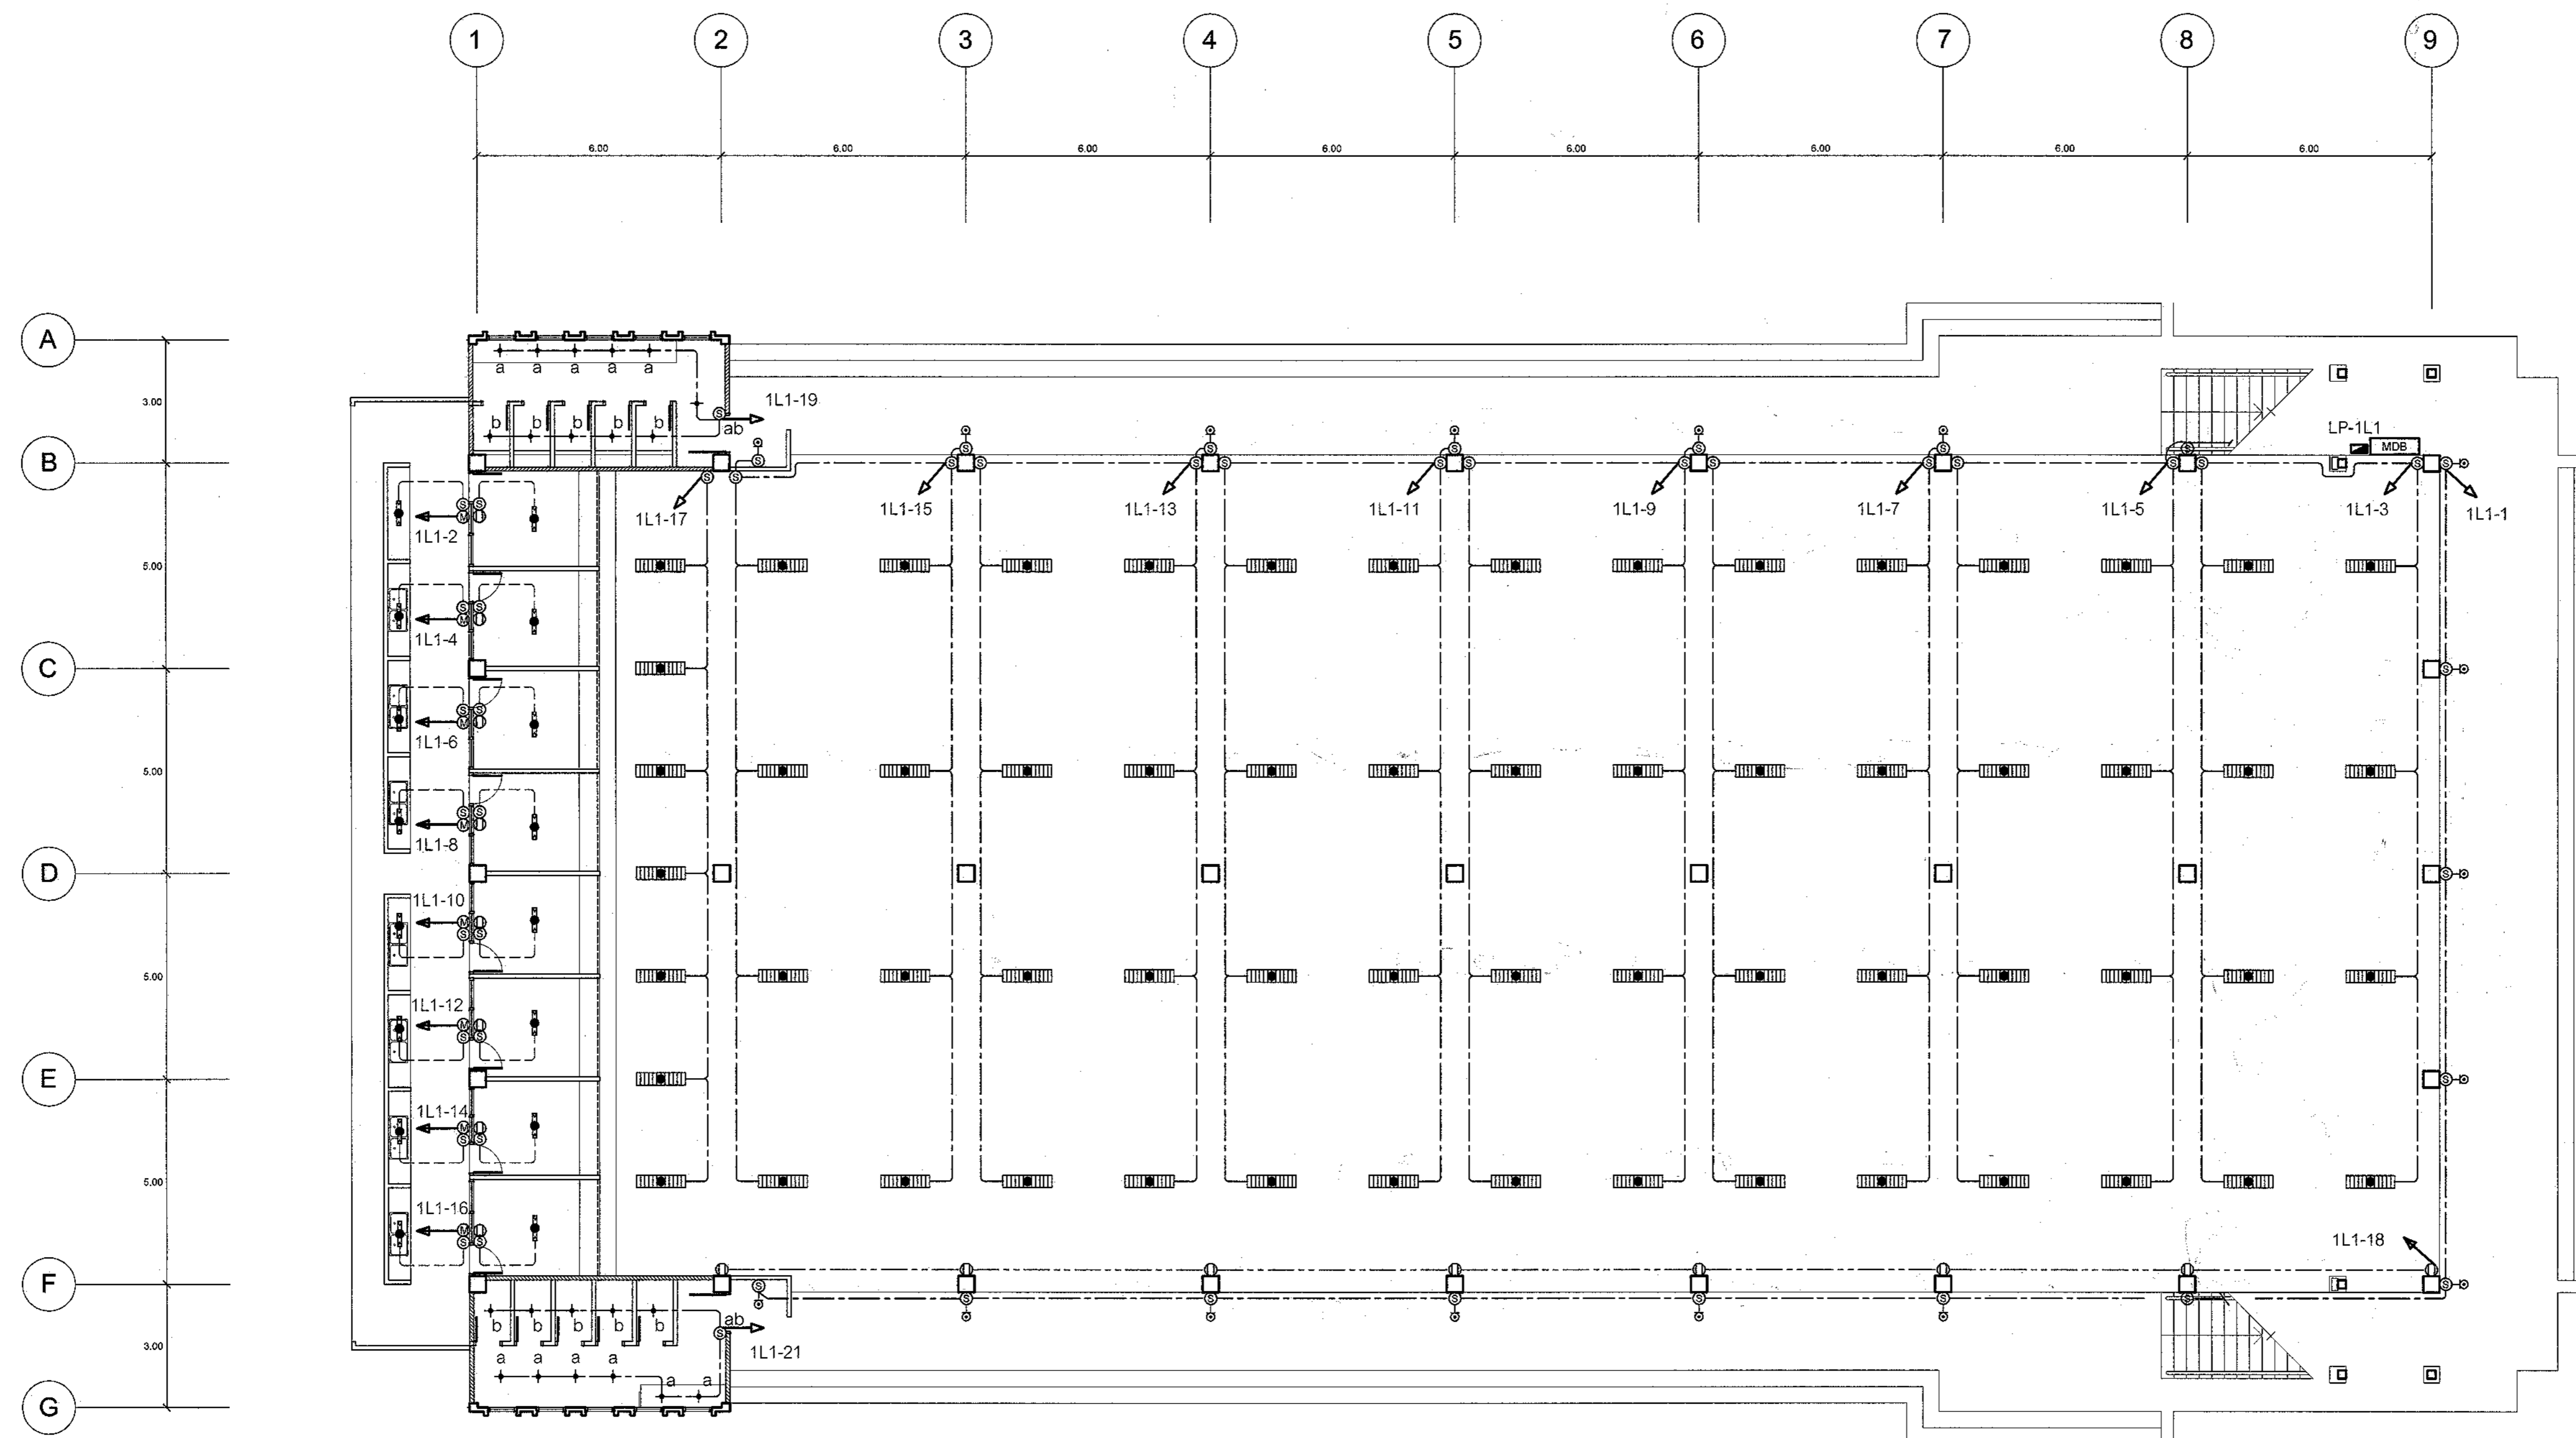 1 2 3 4 5 6 7 8 9
6.00 6.00 6.00 6.00 6.00 6.00 6.00 6.00
A
a a a a a
3.00
1L1-19
b b b b b
ab
LP-1L1
MDB
B
1L1-2
1L1-17 1L1-15 1L1-13 1L1-11 1L1-9 1L1-7 1L1-5 1L1-3 1L1-1
S S S S S S S S S S S S S S S S S S S S S S S S S S
S S
M
5.00
S S
M
1L1-4
C
S
S S
M
1L1-6
5.00
S S
M
1L1-8
D
S
1L1-10
M
S S
5.00
1L1-12
M
S S
E
S
1L1-14
M
S S
5.00
1L1-16
M
S S
1L1-18
F
S S S S S S S S
b b b b b
ab
S
3.00
1L1-21
a a a a
a a
G